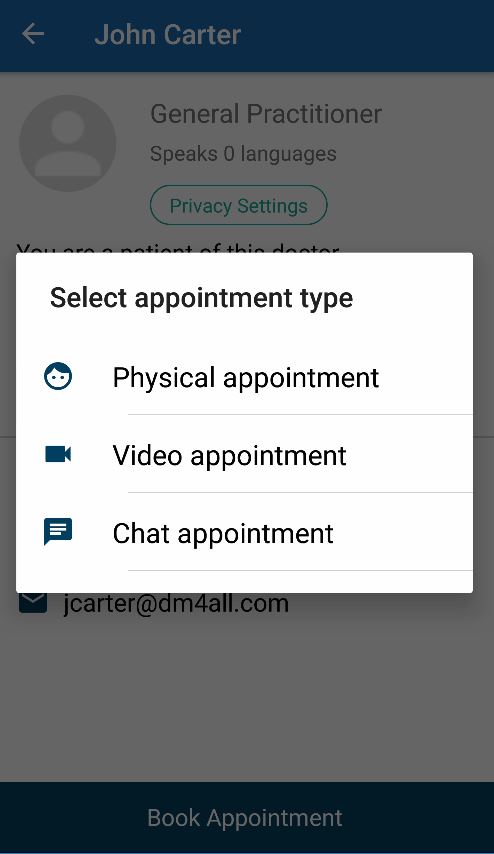 John Carter
General Practitioner
Speaks 0 languages
Privacy Settings
You are a patient of this doctor
Select appointment type
Physical appointment
Video appointment
Chat appointment
jcarter@dm4all.com
Book Appointment